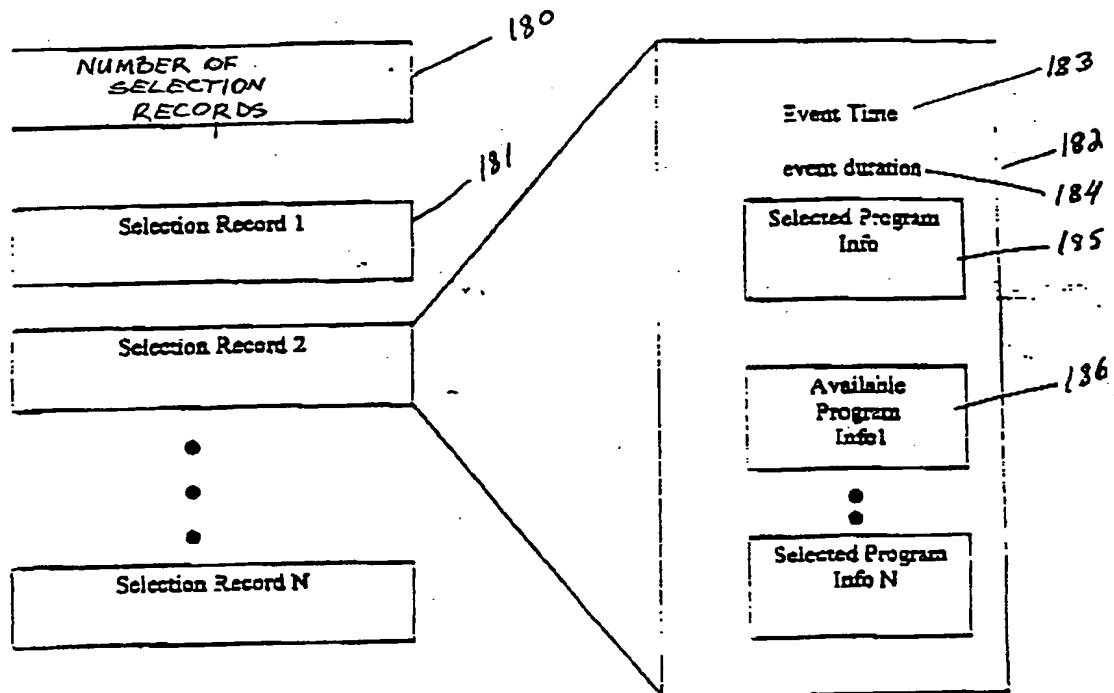 180
NUMBER OF
SELECTION
RECORDS
181
Selection Record 1
Selection Record 2
Selection Record N
183
Event Time
182
event duration
184
Selected Program
Info
185
186
Available
Program
Info1
Selected Program
Info N